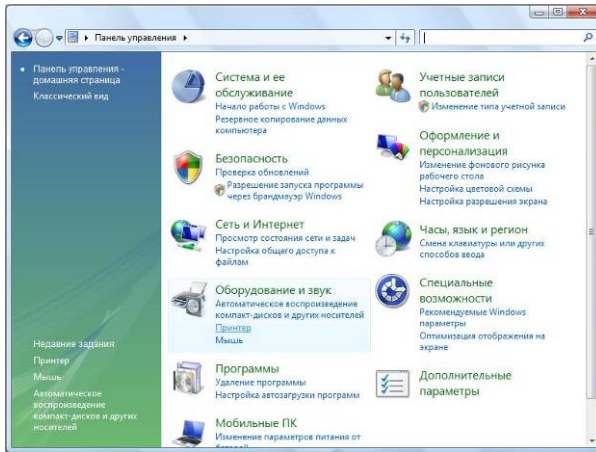 Панель управления
Панель управления -
домашняя страница
Классический вид
Недавние задания
Принтер
Мышь
Автоматическое
воспроизведение
компакт-дисков и других
носителей
Система и ее
обслуживание
Начало работы с Windows
Резервное копирование данных
компьютера
Безопасность
Проверка обновлений
Разрешение запуска программы
через брандмауэр Windows
Сеть и Интернет
Просмотр состояния сети и задач
Настройка общего доступа к
файлам
Оборудование и звук
Автоматическое воспроизведение
компакт-дисков и других носителей
Принтер
Мышь
Программы
Удаление программы
Настройка автозагрузки программ
Мобильные ПК
Изменение параметров питания от
батарей
Учетные записи
пользователей
Изменение типа учетной записи
Оформление и
персонализация
Изменение фонового рисунка
рабочего стола
Настройка цветовой схемы
Настройка разрешения экрана
Часы, язык и регион
Смена клавиатуры или других
способов ввода
Специальные
возможности
Рекомендуемые Windows
параметры
Оптимизация отображения на
экране
Дополнительные
параметры